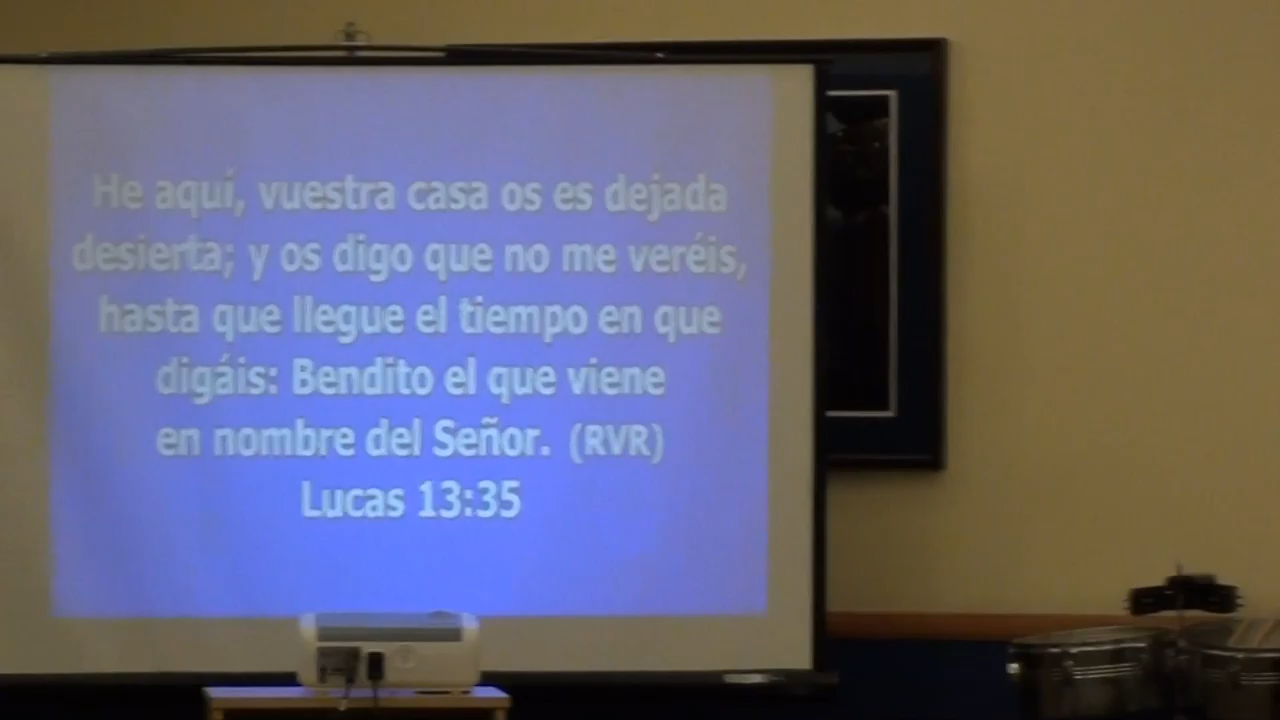 He aquí, vuestra casa os es dejada
desierta; y os digo que no me veréis,
hasta que llegue el tiempo en que
digáis: Bendito el que viene
en nombre del Señor. (RVR)
Lucas 13:35